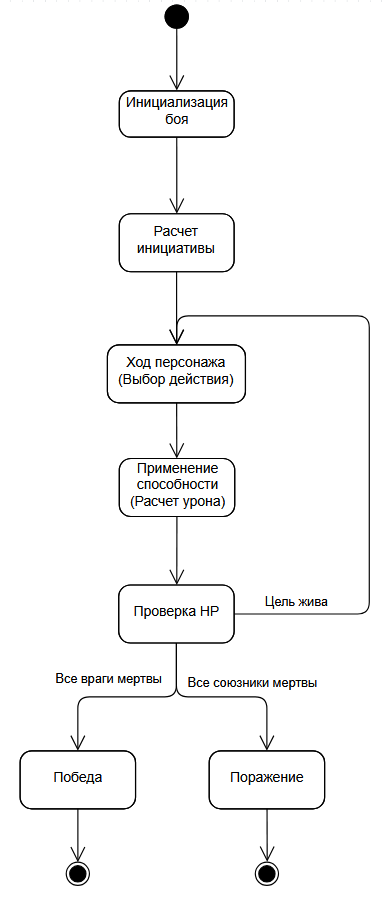 Инициализация
боя
Расчет
инициативы
Ход персонажа
(Выбор действия)
Применение
способности
(Расчет урона)
Проверка HP
Цель жива
Все враги мертвы
Все союзники мертвы
Победа
Поражение